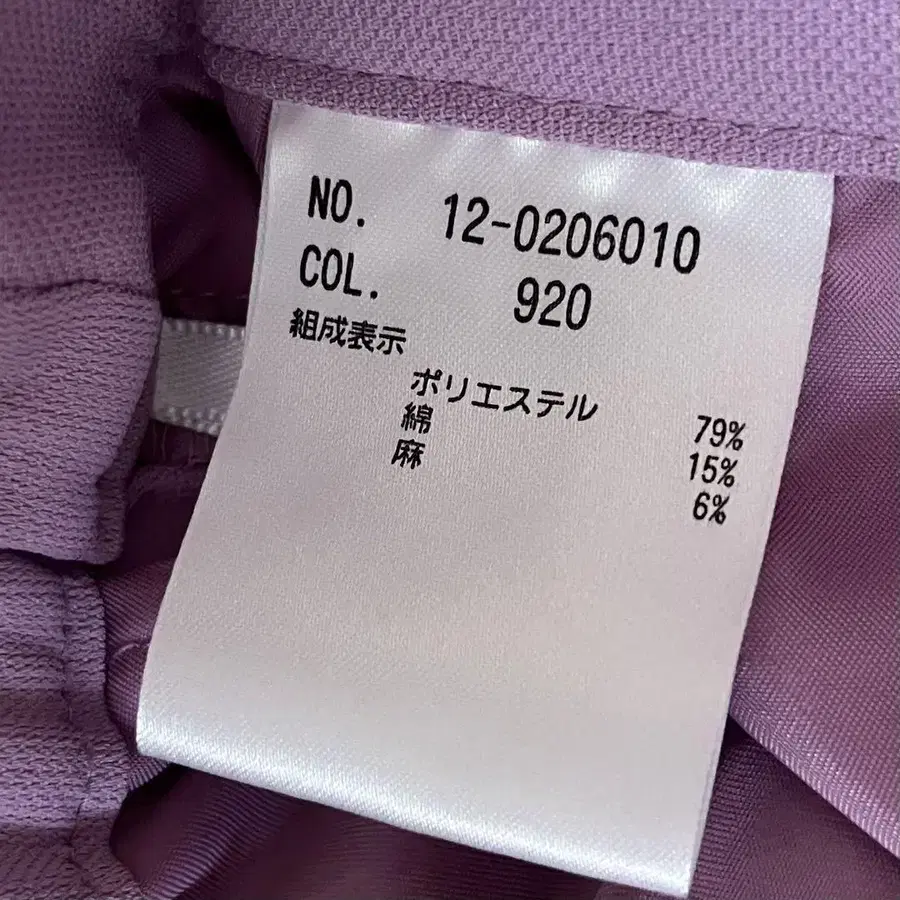 NO. 12-0206010
COL. 920
組成表示
ポリエステル 79%
綿 15%
麻 6%